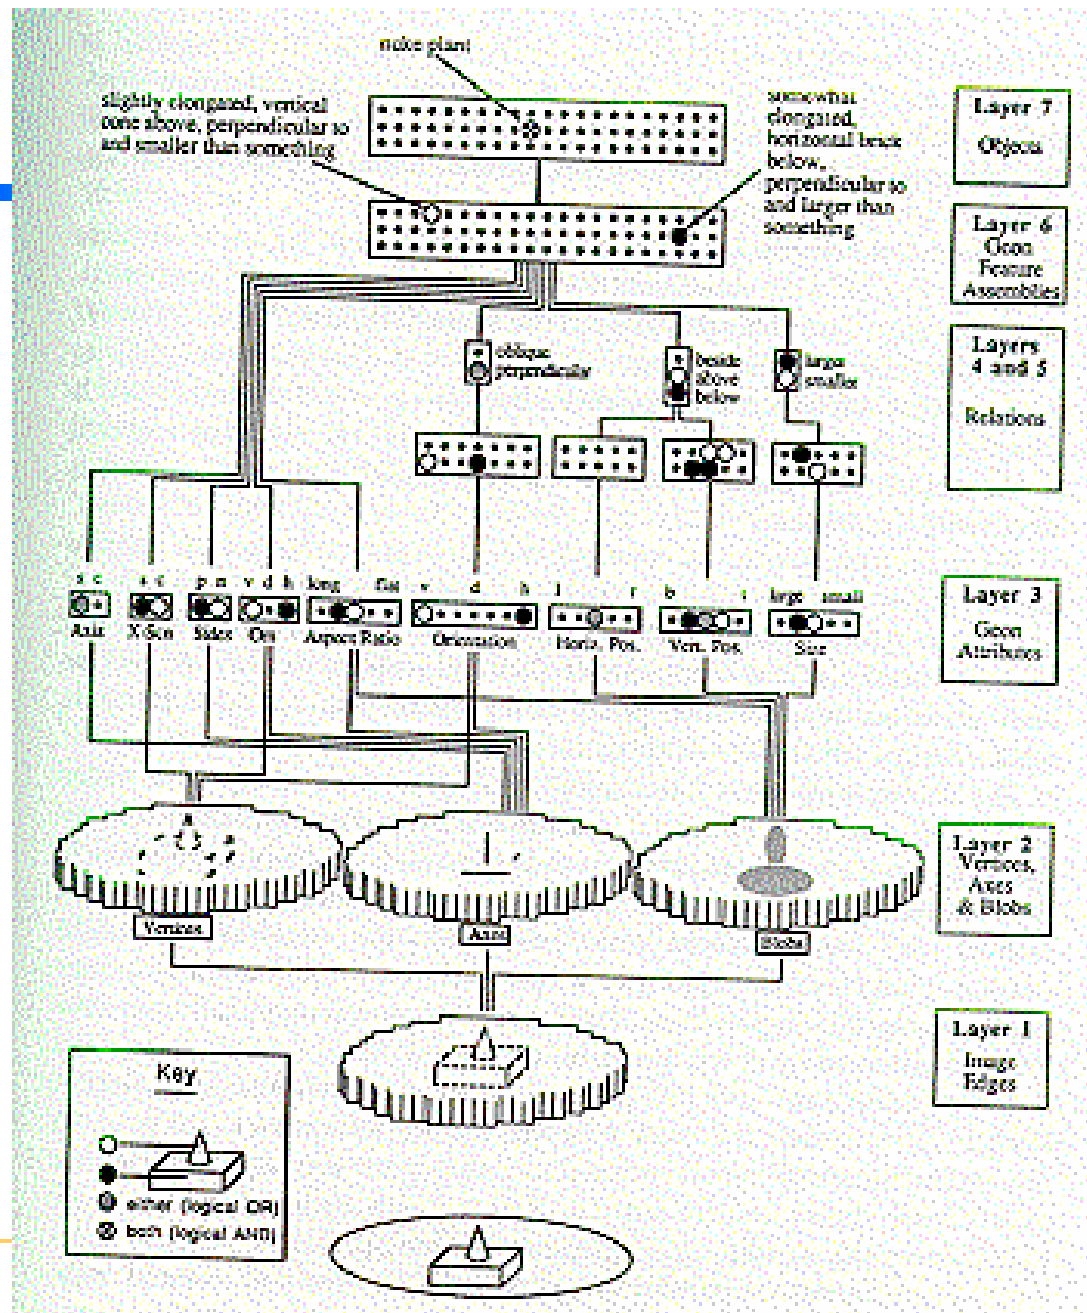 nuke plant
slightly elongated, vertical
cone above, perpendicular to
and smaller than something
somewhat
elongated,
horizontal brick
below,
perpendicular to
and larger than
something
Layer 7
Objects
Layer 6
Geon
Feature
Assemblies
Layers
4 and 5
Relations
oblique
perpendicular
beside
above
below
larger
smaller
s c
Axis
s c
X-Scn
p n
Sides
v d h
Orn
long flat
Aspect Ratio
v d h
Orientation
l r
Horiz. Pos.
b t
Vert. Pos.
large small
Size
Layer 3
Geon
Attributes
Layer 2
Vertices,
Axes
& Blobs
Vertices
Axes
Blobs
Layer 1
Image
Edges
Key
either (logical OR)
both (logical AND)